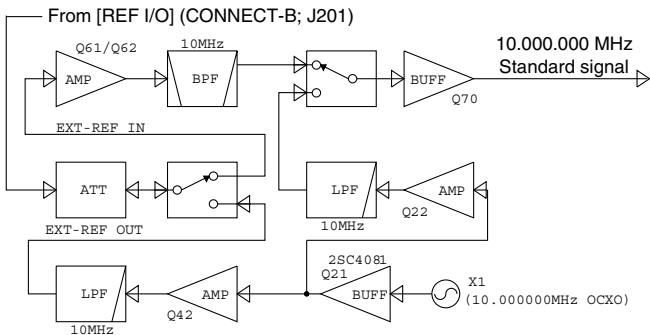 From [REF I/O] (CONNECT-B; J201)
Q61/Q62
10MHz
10.000.000 MHz
Standard signal
AMP
BPF
BUFF
Q70
EXT-REF IN
ATT
LPF
AMP
10MHz
Q22
EXT-REF OUT
2SC4081
Q21
X1
(10.000000MHz OCXO)
LPF
AMP
BUFF
10MHz
Q42